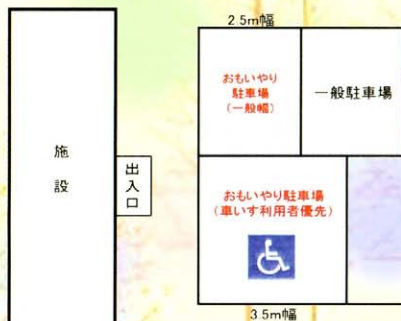 施
設
出
入
口
2.5m幅
おもいやり
駐車場
(一般幅)
一般駐車場
おもいやり駐車場
(車いす利用者優先)
3.5m幅